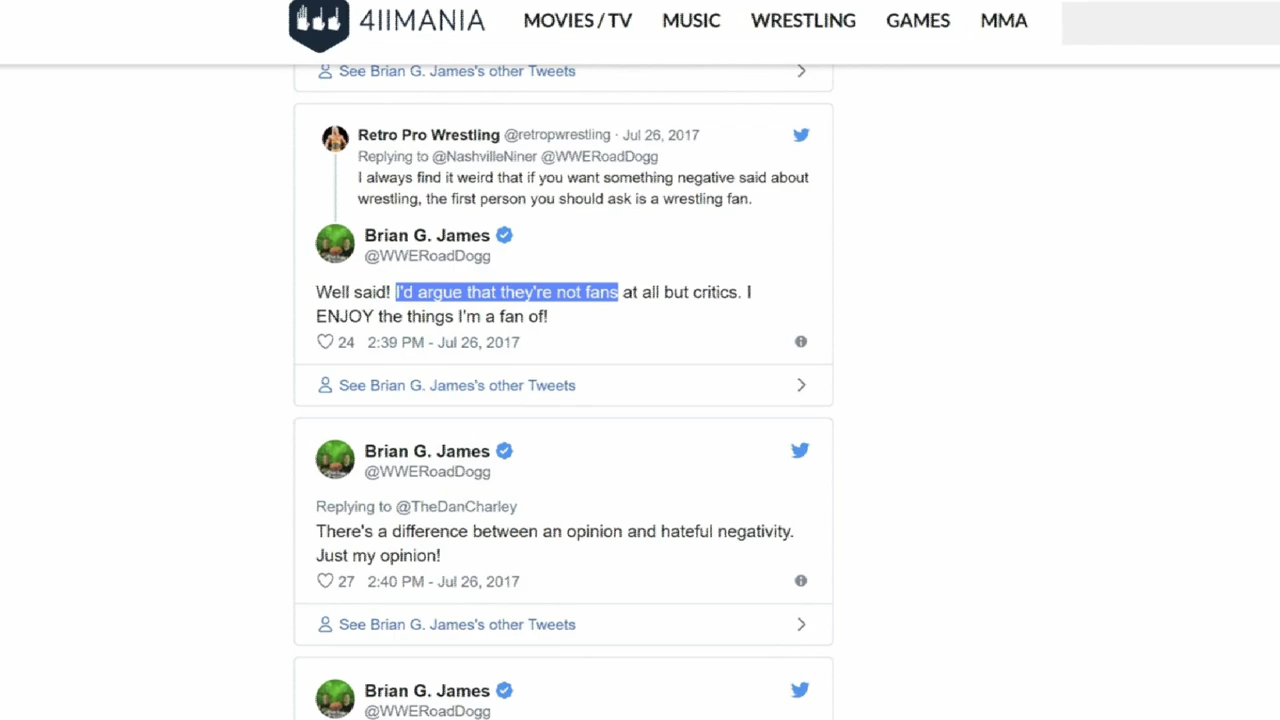 411MANIA
MOVIES / TV
MUSIC
WRESTLING
GAMES
MMA
See Brian G. James's other Tweets
Retro Pro Wrestling @retropwrestling · Jul 26, 2017
Replying to @NashvilleNiner @WWERoadDogg
I always find it weird that if you want something negative said about
wrestling, the first person you should ask is a wrestling fan.
Brian G. James
@WWERoadDogg
Well said! I'd argue that they're not fans at all but critics. I
ENJOY the things I'm a fan of!
24 2:39 PM - Jul 26, 2017
See Brian G. James's other Tweets
Brian G. James
@WWERoadDogg
Replying to @TheDanCharley
There's a difference between an opinion and hateful negativity.
Just my opinion!
27 2:40 PM - Jul 26, 2017
See Brian G. James's other Tweets
Brian G. James
@WWERoadDogg